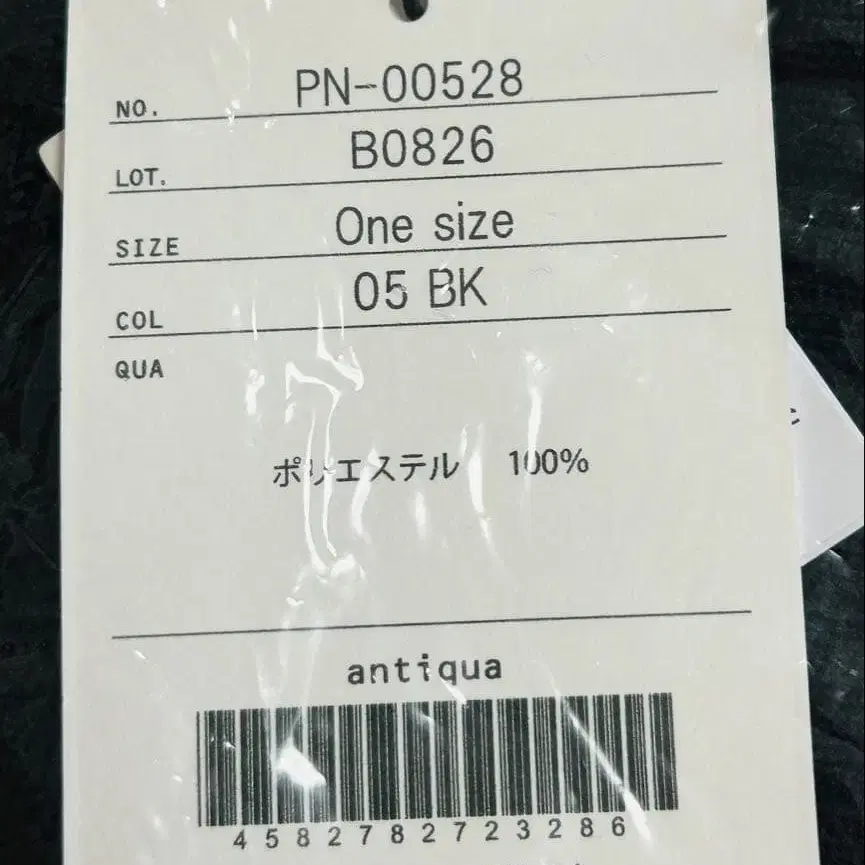 NO. PN-00528
LOT. B0826
SIZE One size
COL 05 BK
QUA
ポリエステル 100%
antiqua
4582782723286